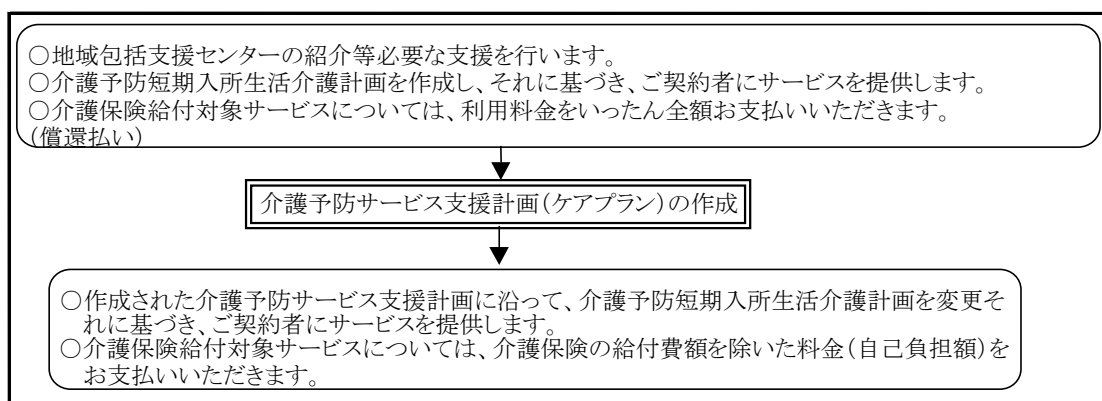 ○地域包括支援センターの紹介等必要な支援を行います。
○介護予防短期入所生活介護計画を作成し、それに基づき、ご契約者にサービスを提供します。
○介護保険給付対象サービスについては、利用料金をいったん全額お支払いいただきます。
(償還払い)
介護予防サービス支援計画(ケアプラン)の作成
○作成された介護予防サービス支援計画に沿って、介護予防短期入所生活介護計画を変更そ
れに基づき、ご契約者にサービスを提供します。
○介護保険給付対象サービスについては、介護保険の給付費額を除いた料金(自己負担額)を
お支払いいただきます。